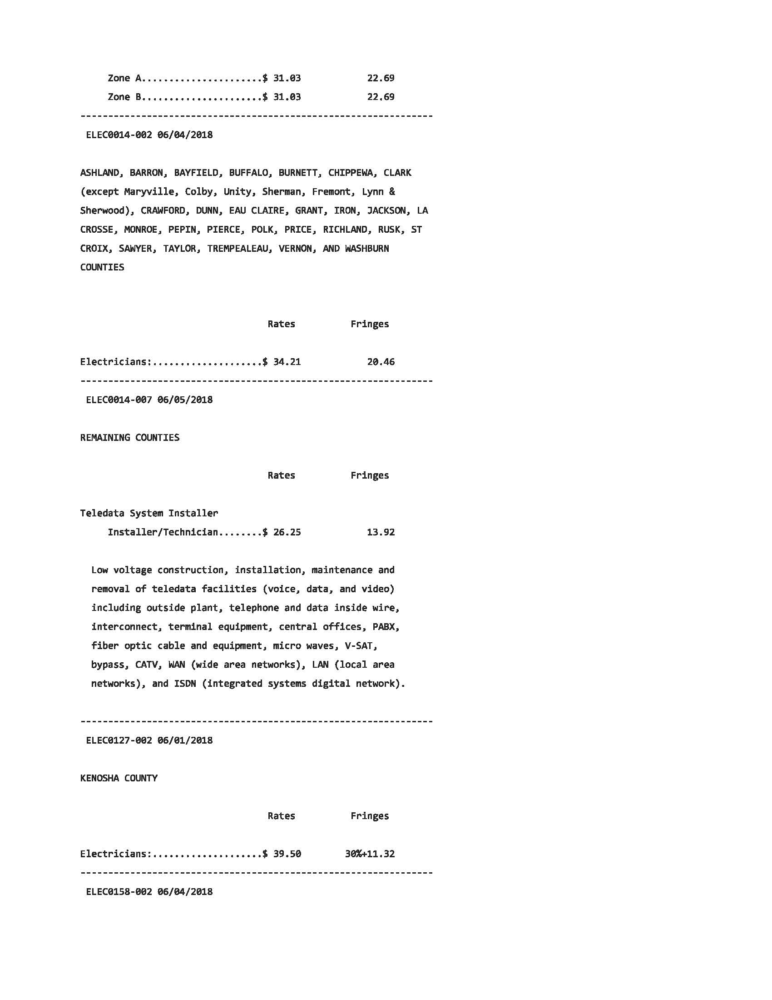 Zone A......................$ 31.03 22.69
Zone B......................$ 31.03 22.69
----------------------------------------------------------------
ELEC0014-002 06/04/2018
ASHLAND, BARRON, BAYFIELD, BUFFALO, BURNETT, CHIPPEWA, CLARK
(except Maryville, Colby, Unity, Sherman, Fremont, Lynn &
Sherwood), CRAWFORD, DUNN, EAU CLAIRE, GRANT, IRON, JACKSON, LA
CROSSE, MONROE, PEPIN, PIERCE, POLK, PRICE, RICHLAND, RUSK, ST
CROIX, SAWYER, TAYLOR, TREMPEALEAU, VERNON, AND WASHBURN
COUNTIES
Rates Fringes
Electricians:....................$ 34.21 20.46
----------------------------------------------------------------
ELEC0014-007 06/05/2018
REMAINING COUNTIES
Rates Fringes
Teledata System Installer
Installer/Technician........$ 26.25 13.92
Low voltage construction, installation, maintenance and
removal of teledata facilities (voice, data, and video)
including outside plant, telephone and data inside wire,
interconnect, terminal equipment, central offices, PABX,
fiber optic cable and equipment, micro waves, V-SAT,
bypass, CATV, WAN (wide area networks), LAN (local area
networks), and ISDN (integrated systems digital network).
----------------------------------------------------------------
ELEC0127-002 06/01/2018
KENOSHA COUNTY
Rates Fringes
Electricians:....................$ 39.50 30%+11.32
----------------------------------------------------------------
ELEC0158-002 06/04/2018